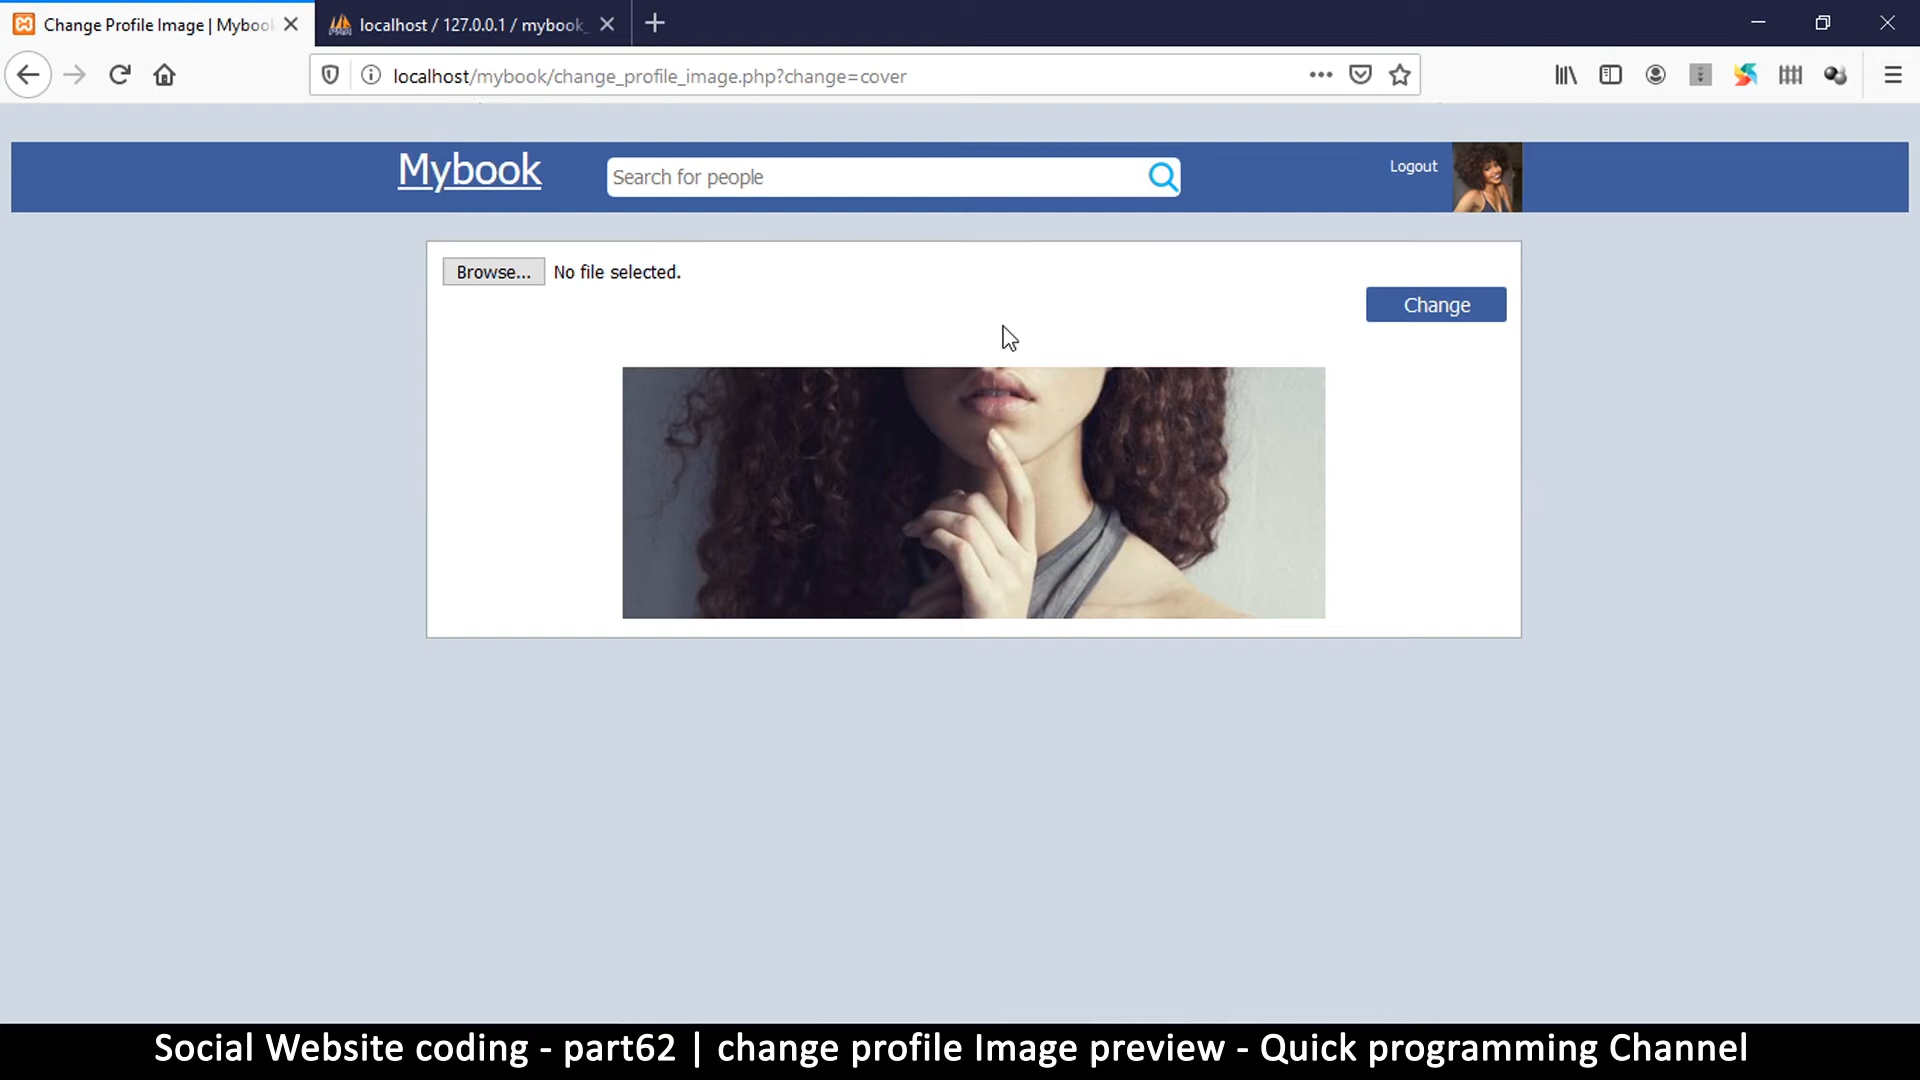 Change Profile Image | Myboo
localhost / 127.0.0.1 / mybook_
localhost/mybook/change_profile_image.php?change=cover
Mybook
Search for people
Logout
Browse... No file selected.
Change
Social Website coding - part62 | change profile Image preview - Quick programming Channel